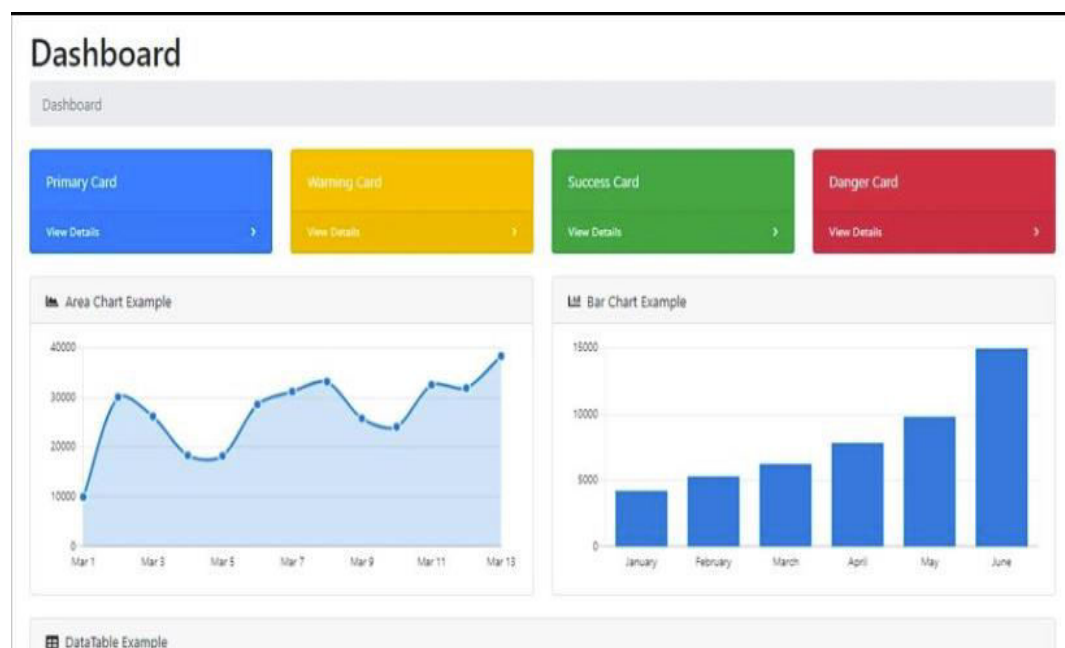 Dashboard
Dashboard
Primary Card
View Details
Warning Card
View Details
Success Card
View Details
Danger Card
View Details
Area Chart Example
40000
30000
20000
10000
0
Mar 1 Mar 3 Mar 5 Mar 7 Mar 9 Mar 11 Mar 13
Bar Chart Example
15000
10000
5000
0
January February March April May June
DataTable Example